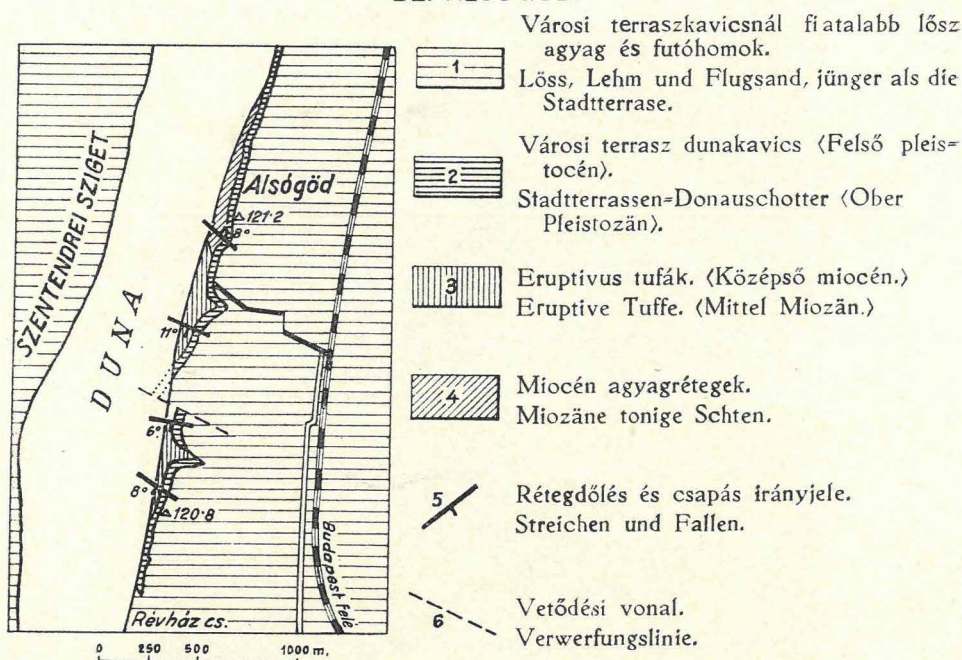 SZENTENDREI SZIGET
DUNA
Alsógöd
△121·2
8°
11°
6°
8°
△120·8
Budapest felé
Révház cs.
0 250 500 1000 m.
1
Városi terraszkavicsnál fiatalabb lősz
agyag és futóhomok.
Löss, Lehm und Flugsand, jünger als die
Stadtterrase.
2
Városi terrasz dunakavics ⟨Felső pleis=
tocén⟩.
Stadtterrassen=Donauschotter ⟨Ober
Pleistozän⟩.
3
Eruptivus tufák. ⟨Középső miocén.⟩
Eruptive Tuffe. ⟨Mittel Miozän.⟩
4
Miocén agyagrétegek.
Miozäne tonige Schten.
5
Rétegdőlés és csapás irányjele.
Streichen und Fallen.
6
Vetődési vonal.
Verwerfungslinie.